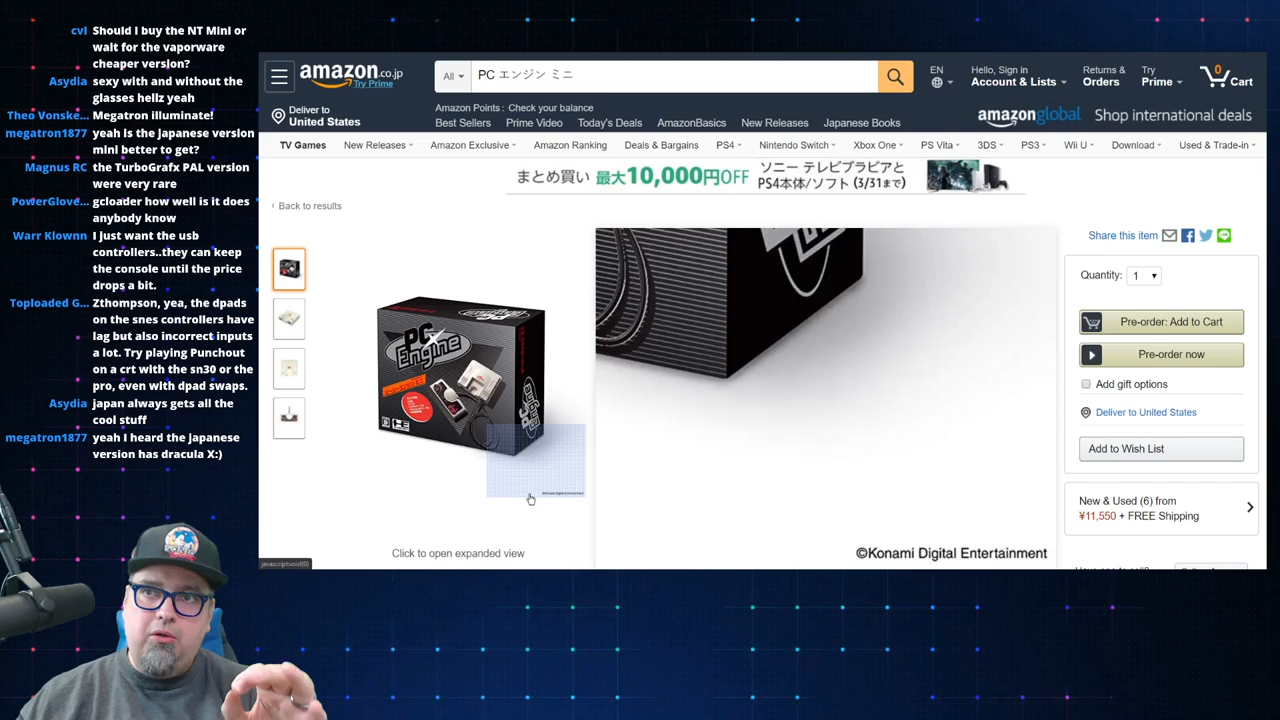 cvl Should I buy the NT Mini or
wait for the vaporware
cheaper version?
Asydia sexy with and without the
glasses hellz yeah
Theo Vonske... Megatron illuminate!
megatron1877 yeah Is the Japanese version
mini better to get?
Magnus RC the TurboGrafx PAL version
were very rare
PowerGlove... gcloader how well is it does
anybody know
Warr Klownn I just want the usb
controllers..they can keep
the console until the price
drops a bit.
Toploaded G... Zthompson, yea, the dpads
on the snes controllers have
lag but also incorrect inputs
a lot. Try playing Punchout
on a crt with the sn30 or the
pro, even with dpad swaps.
Asydia japan always gets all the
cool stuff
megatron1877 yeah I heard the japanese
version has dracula X:)
amazon.co.jp
Try Prime
All
PC エンジン ミニ
EN
Hello, Sign in
Account & Lists
Returns &
Orders
Try
Prime
0
Cart
Deliver to
United States
Amazon Points: Check your balance
Best Sellers Prime Video Today's Deals AmazonBasics New Releases Japanese Books
amazonglobal Shop international deals
TV Games New Releases Amazon Exclusive Amazon Ranking Deals & Bargains PS4 Nintendo Switch Xbox One PS Vita 3DS PS3 Wii U Download Used & Trade-in
まとめ買い 最大10,000円OFF ソニー テレビプラビアと
PS4本体/ソフト (3/31まで)
‹ Back to results
Share this item
Quantity: 1
Pre-order: Add to Cart
Pre-order now
Add gift options
Deliver to United States
Add to Wish List
New & Used (6) from
¥11,550 + FREE Shipping
PC
Engine
PC Engine
Click to open expanded view
©Konami Digital Entertainment
javascript:void(0)